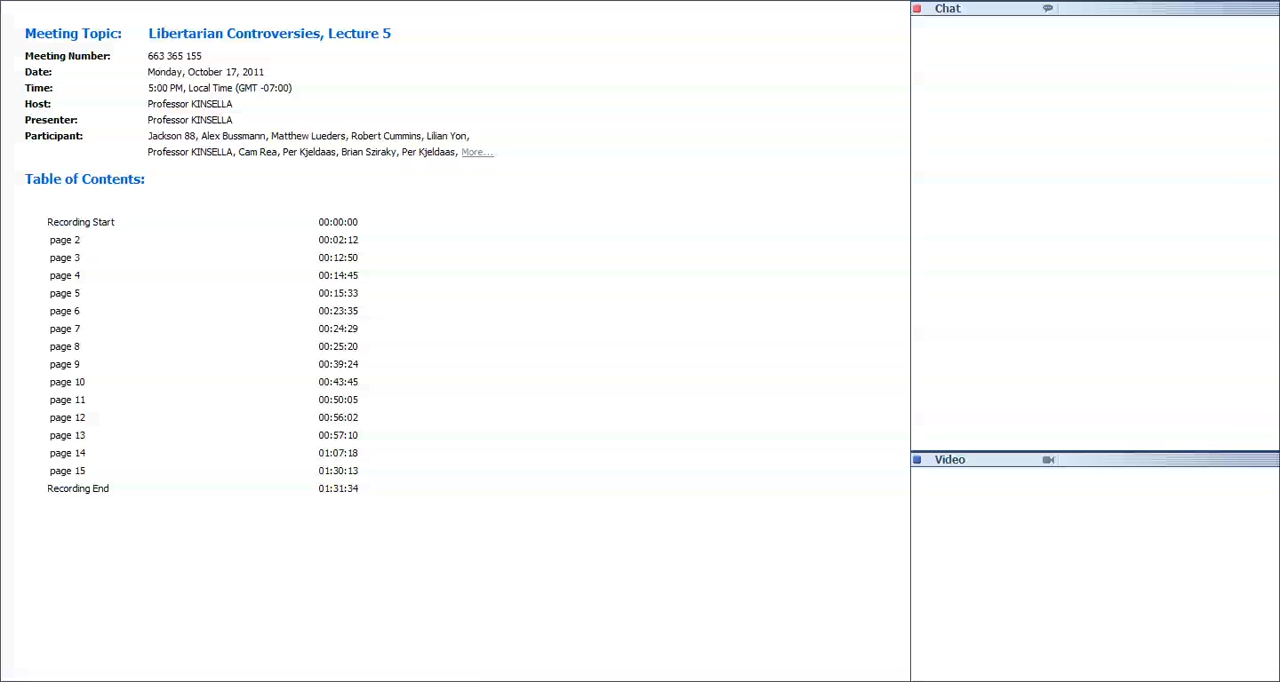 Meeting Topic: Libertarian Controversies, Lecture 5
Meeting Number: 663 365 155
Date: Monday, October 17, 2011
Time: 5:00 PM, Local Time (GMT -07:00)
Host: Professor KINSELLA
Presenter: Professor KINSELLA
Participant: Jackson 88, Alex Bussmann, Matthew Lueders, Robert Cummins, Lilian Yon,
Professor KINSELLA, Cam Rea, Per Kjeldaas, Brian Sziraky, Per Kjeldaas, More...
Table of Contents:
Recording Start 00:00:00
page 2 00:02:12
page 3 00:12:50
page 4 00:14:45
page 5 00:15:33
page 6 00:23:35
page 7 00:24:29
page 8 00:25:20
page 9 00:39:24
page 10 00:43:45
page 11 00:50:05
page 12 00:56:02
page 13 00:57:10
page 14 01:07:18
page 15 01:30:13
Recording End 01:31:34
Chat
Video